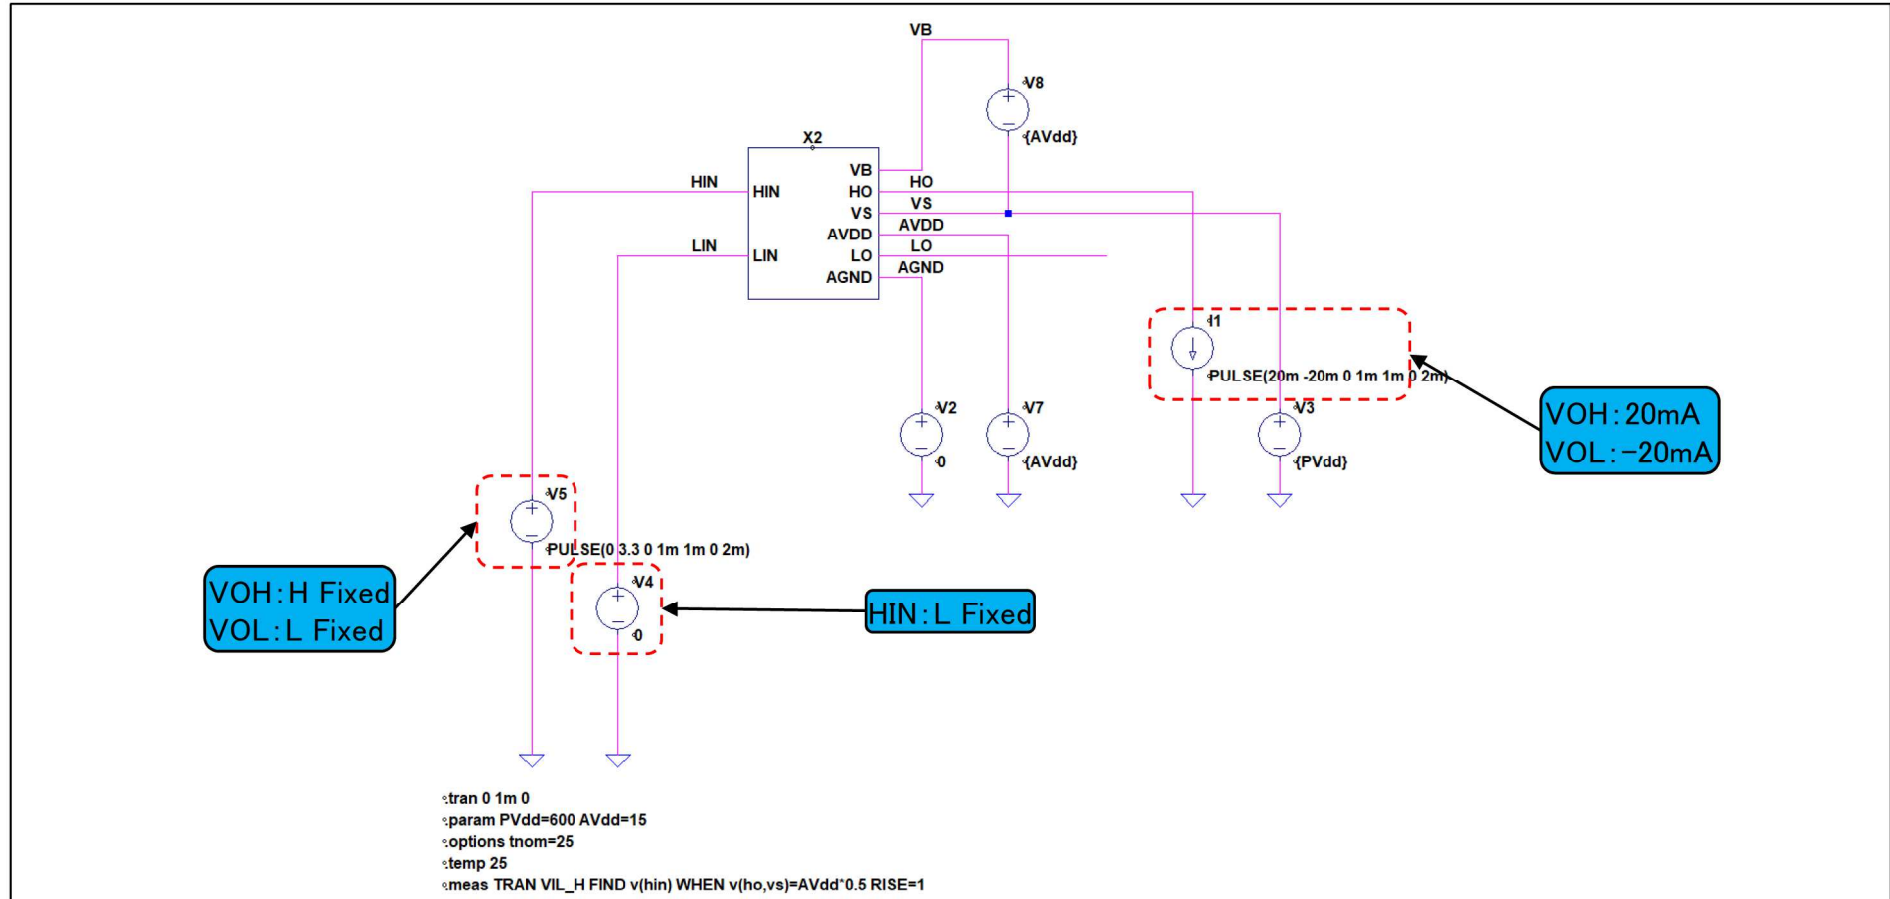 VB
V8
{AVdd}
X2
VB
HIN
HIN
HO
HO
VS
VS
AVDD
AVDD
LIN
LIN
LO
LO
AGND
AGND
I1
PULSE(20m -20m 0 1m 1m 0 2m)
V2
0
V7
{AVdd}
V3
{PVdd}
VOH:20mA
VOL:-20mA
V5
PULSE(0 3.3 0 1m 1m 0 2m)
V4
0
VOH:H Fixed
VOL:L Fixed
HIN:L Fixed
.tran 0 1m 0
.param PVdd=600 AVdd=15
.options tnom=25
.temp 25
.meas TRAN VIL_H FIND v(hin) WHEN v(ho,vs)=AVdd*0.5 RISE=1